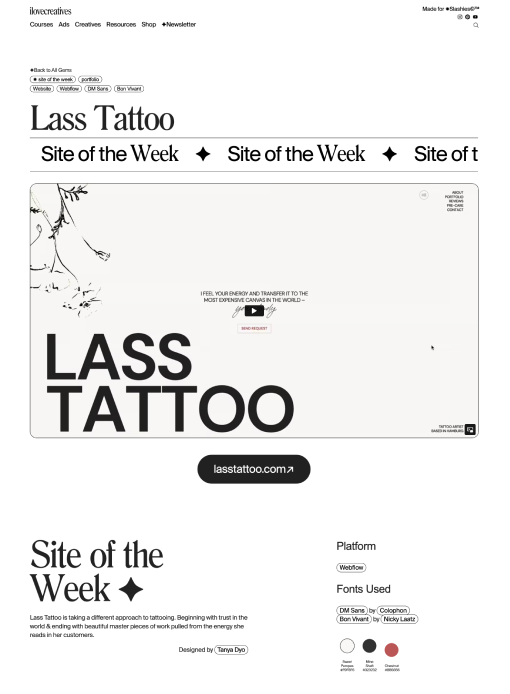 ilovecreatives
Made for ✹Slashies©™
Courses Ads Creatives Resources Shop ✦Newsletter
✹Back to All Gems
✹ site of the week portfolio
Website Webflow DM Sans Bon Vivant
Lass Tattoo
Site of the Week ✦ Site of the Week ✦ Site of t
ABOUT
PORTFOLIO
REVIEWS
PRE-CARE
CONTACT
I FEEL YOUR ENERGY AND TRANSFER IT TO THE
MOST EXPENSIVE CANVAS IN THE WORLD –
SEND REQUEST
LASS
TATTOO
TATTOO ARTIST
BASED IN HAMBURG
lasstattoo.com↗
Site of the
Week ✦
Lass Tattoo is taking a different approach to tattooing. Beginning with trust in the
world & ending with beautiful master pieces of work pulled from the energy she
reads in her customers.
Designed by Tanya Dyo
Platform
Webflow
Fonts Used
DM Sans by Colophon
Bon Vivant by Nicky Laatz
Mine
Shaft
Chestnut